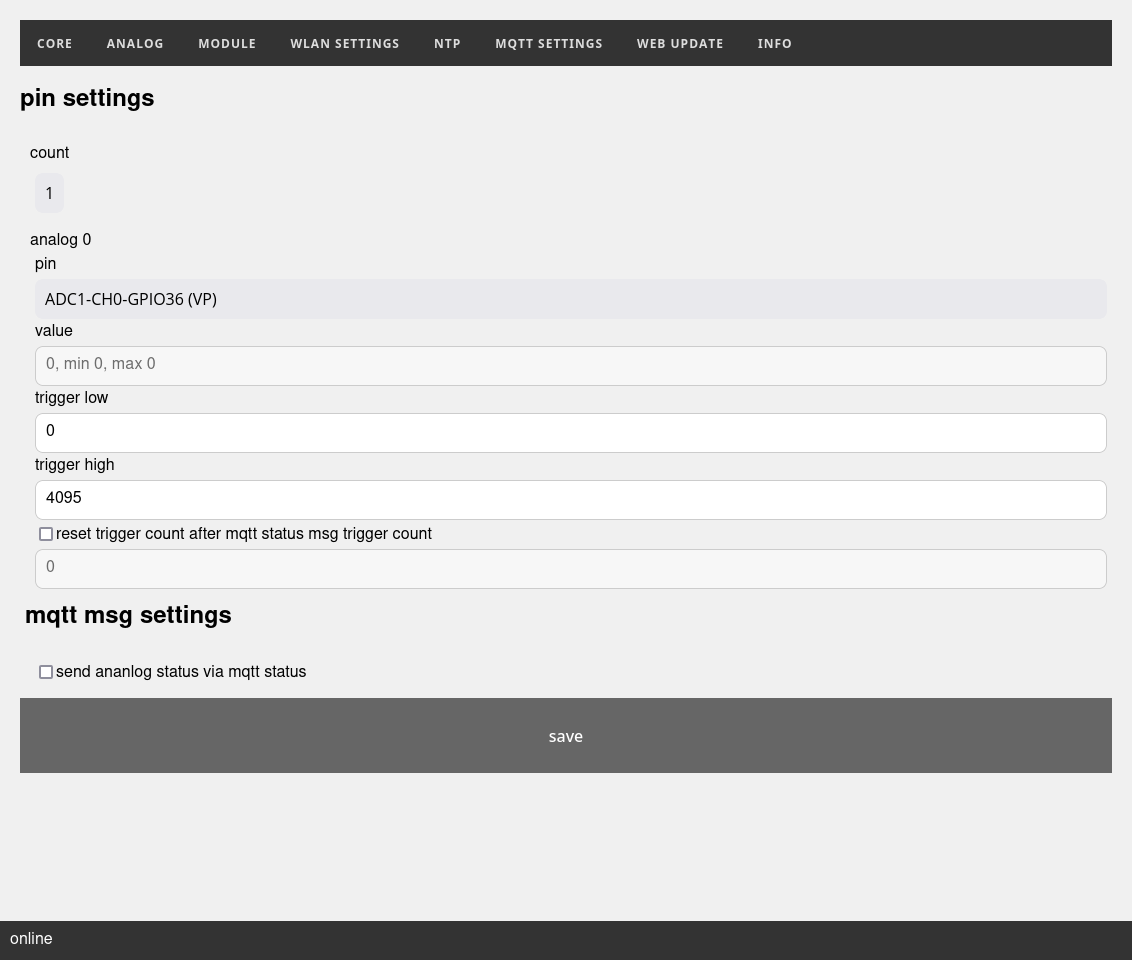 CORE ANALOG MODULE WLAN SETTINGS NTP MQTT SETTINGS WEB UPDATE INFO
pin settings
count
1
analog 0
pin
ADC1-CH0-GPIO36 (VP)
value
0, min 0, max 0
trigger low
0
trigger high
4095
reset trigger count after mqtt status msg trigger count
0
mqtt msg settings
send ananlog status via mqtt status
save
online